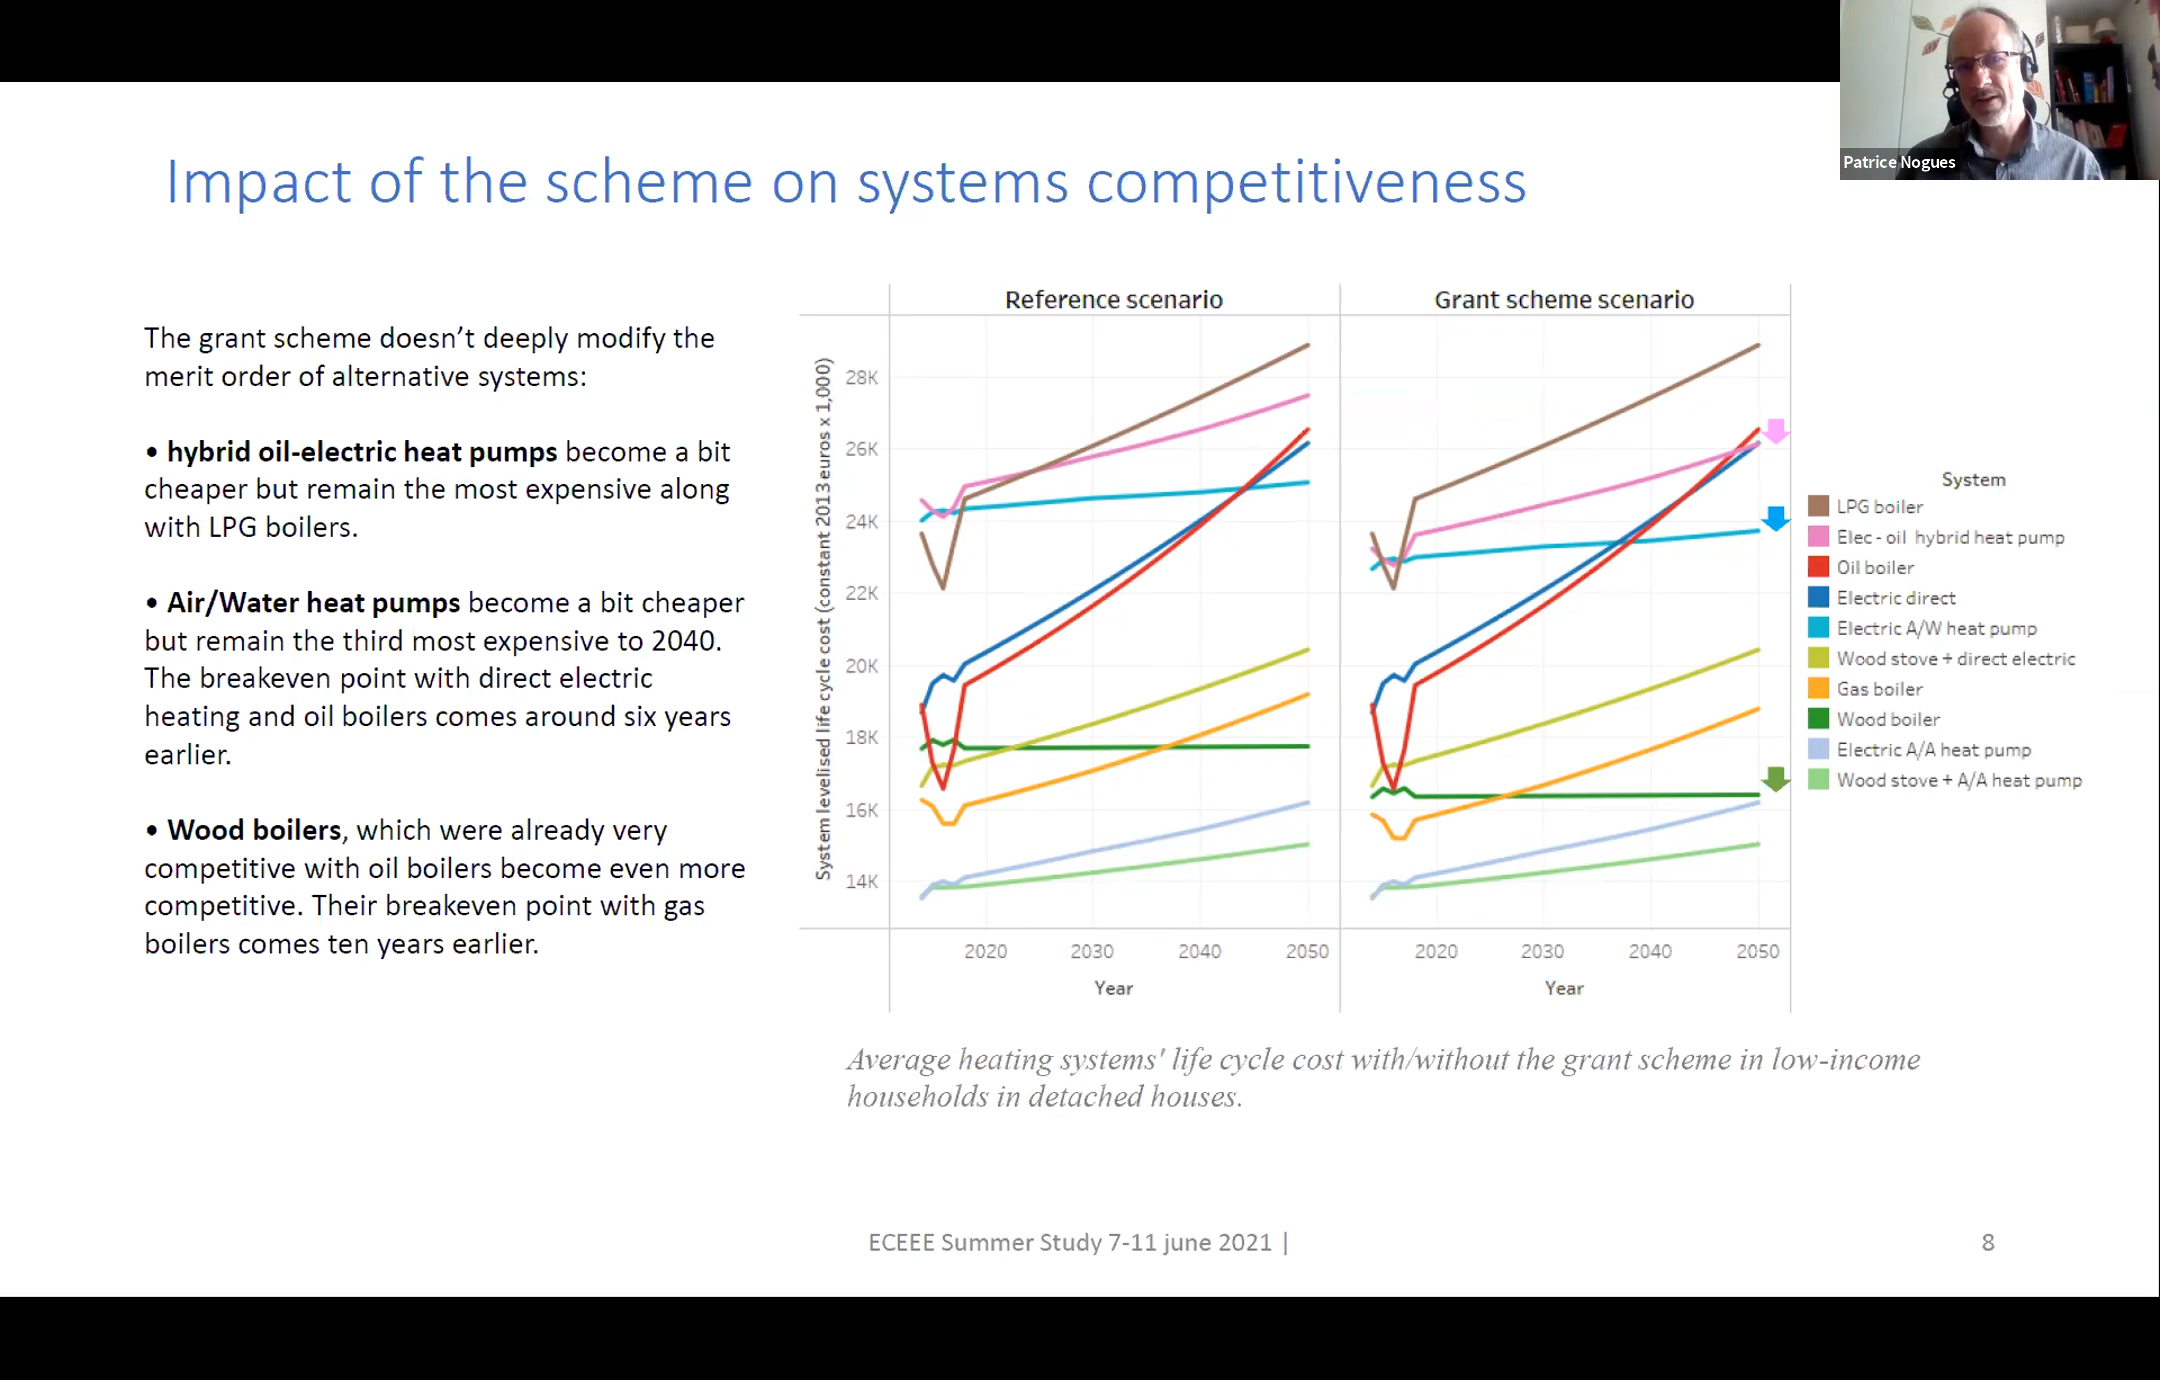 Patrice Nogues
Impact of the scheme on systems competitiveness
The grant scheme doesn’t deeply modify the
merit order of alternative systems:
• hybrid oil-electric heat pumps become a bit
cheaper but remain the most expensive along
with LPG boilers.
• Air/Water heat pumps become a bit cheaper
but remain the third most expensive to 2040.
The breakeven point with direct electric
heating and oil boilers comes around six years
earlier.
• Wood boilers, which were already very
competitive with oil boilers become even more
competitive. Their breakeven point with gas
boilers comes ten years earlier.
Reference scenario
Grant scheme scenario
System levelised life cycle cost (constant 2013 euros x 1,000)
28K
26K
24K
22K
20K
18K
16K
14K
2020 2030 2040 2050
2020 2030 2040 2050
Year
Year
System
LPG boiler
Elec - oil hybrid heat pump
Oil boiler
Electric direct
Electric A/W heat pump
Wood stove + direct electric
Gas boiler
Wood boiler
Electric A/A heat pump
Wood stove + A/A heat pump
Average heating systems' life cycle cost with/without the grant scheme in low-income
households in detached houses.
ECEEE Summer Study 7-11 june 2021 |
8